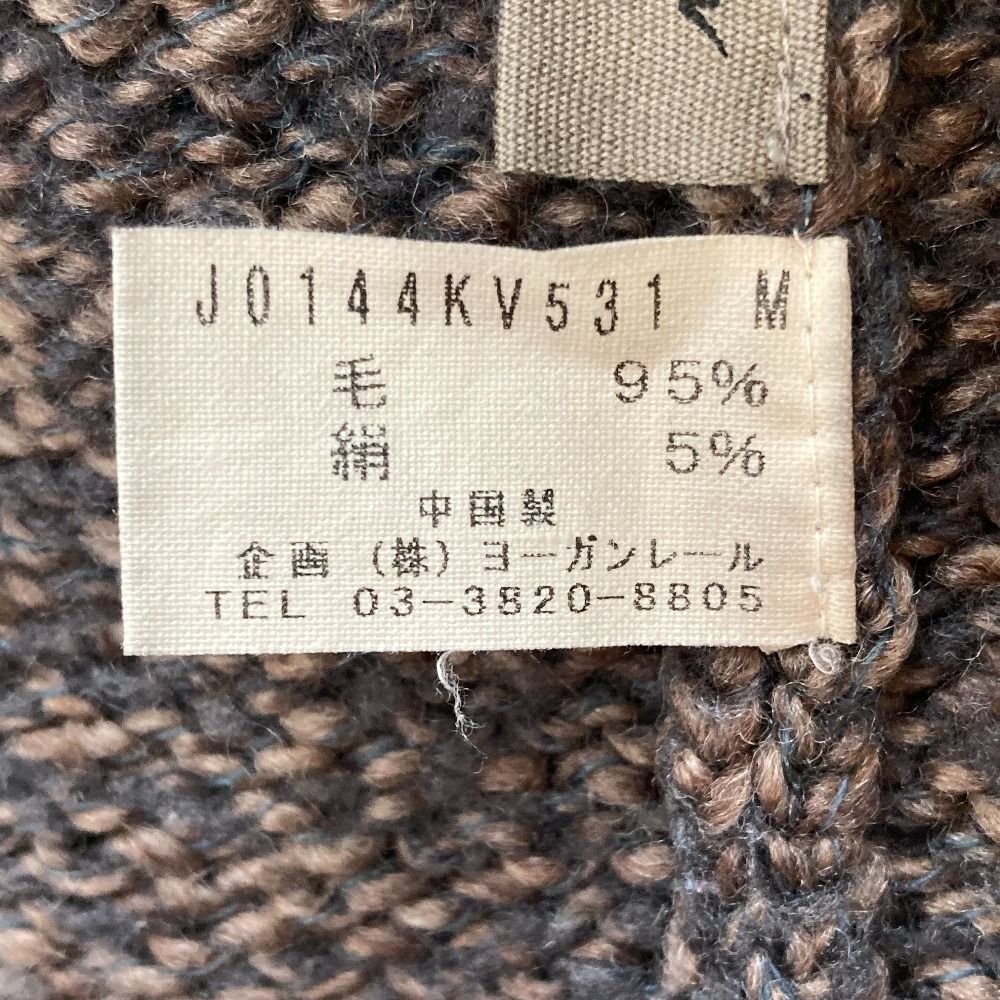 J0144KV531 M
毛 95%
絹 5%
中国製
企画 (株) ヨーガンレール
TEL 03-3820-8805